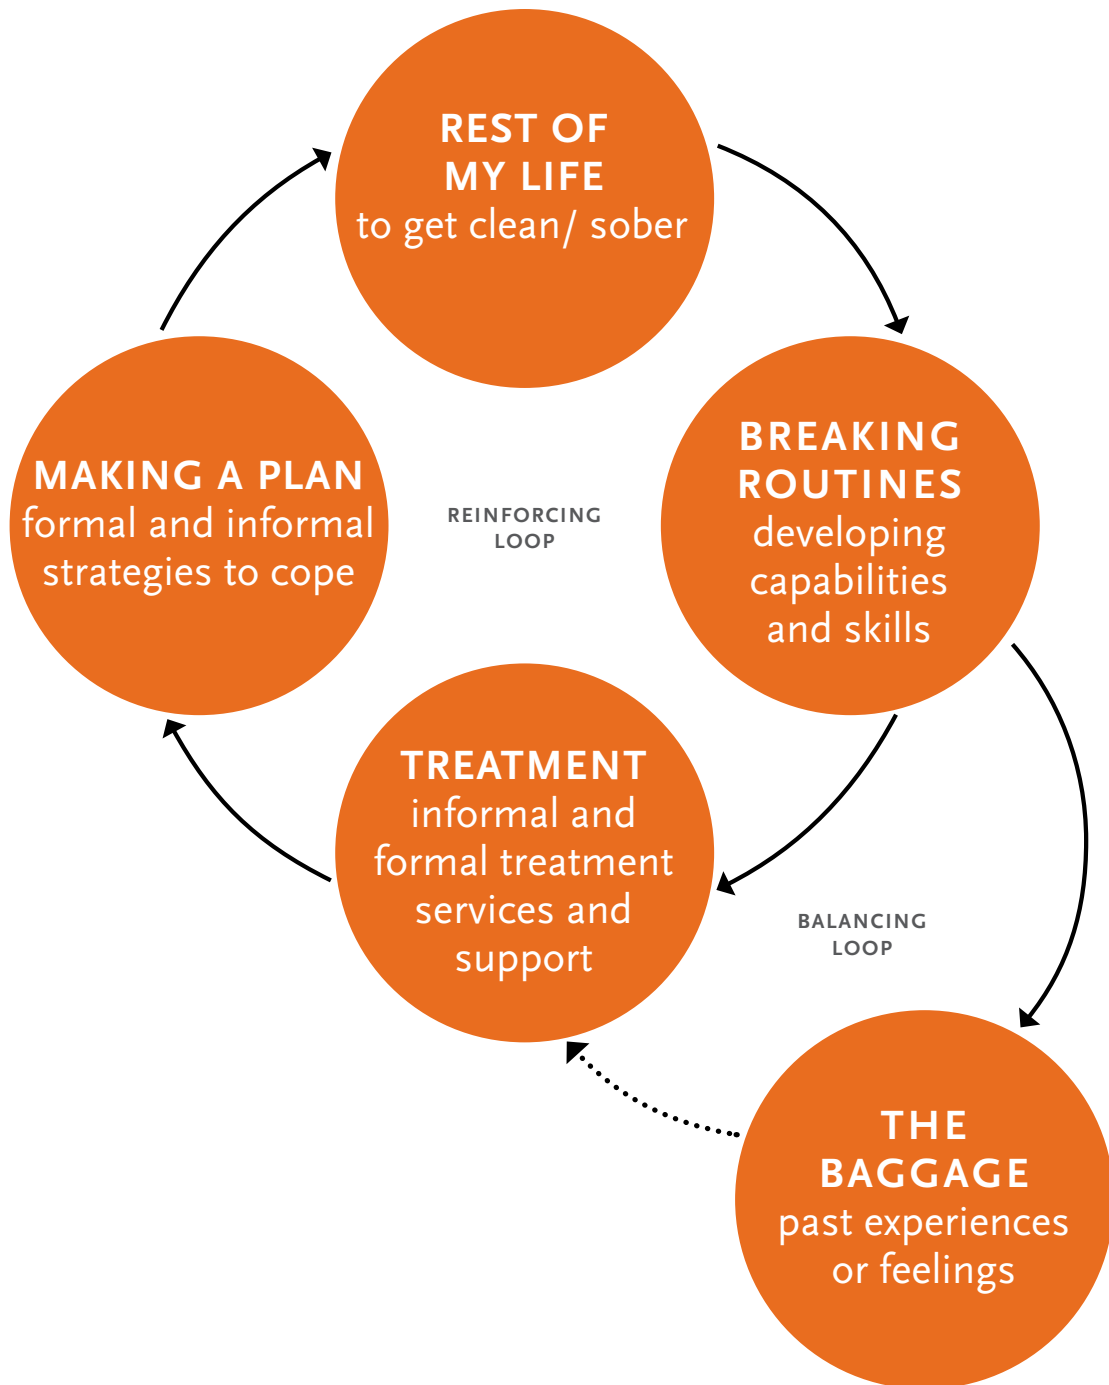 REST OF
MY LIFE
to get clean/ sober
BREAKING
ROUTINES
developing
capabilities
and skills
MAKING A PLAN
formal and informal
strategies to cope
REINFORCING
LOOP
TREATMENT
informal and
formal treatment
services and
support
BALANCING
LOOP
THE
BAGGAGE
past experiences
or feelings